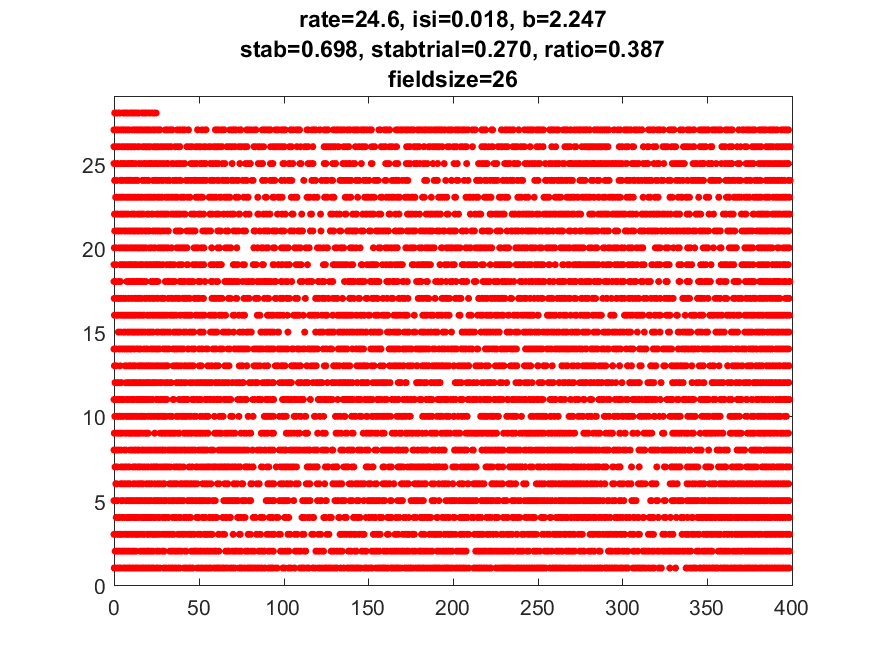 rate=24.6, isi=0.018, b=2.247
stab=0.698, stabtrial=0.270, ratio=0.387
fieldsize=26
25
20
15
10
5
0
0 50 100 150 200 250 300 350 400